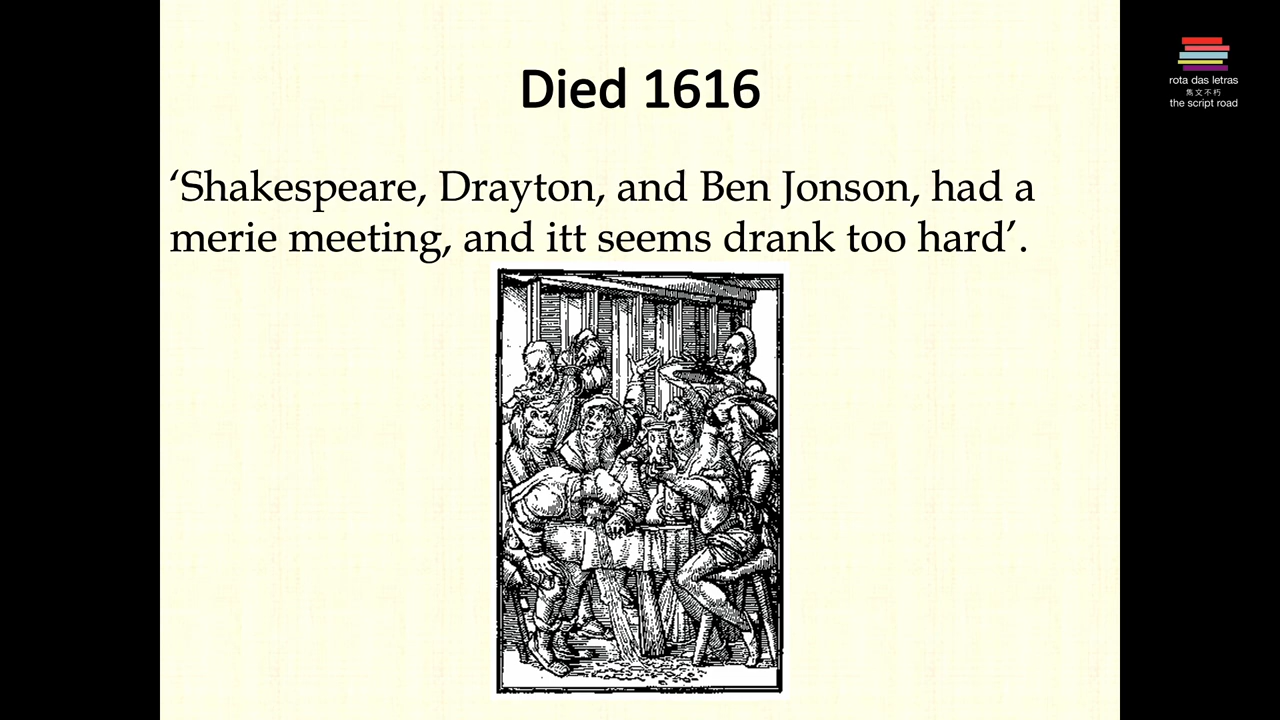 Died 1616
‘Shakespeare, Drayton, and Ben Jonson, had a
merie meeting, and itt seems drank too hard’.
rota das letras
雋文不朽
the script road